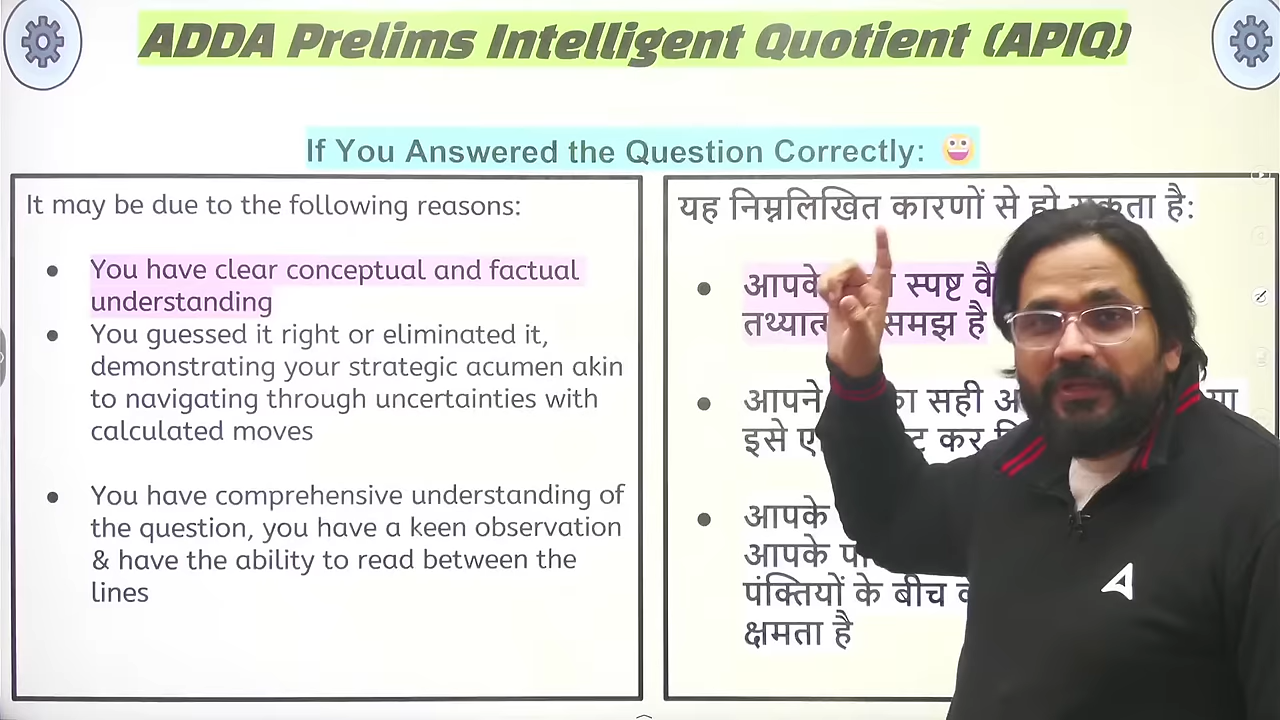 ADDA Prelims Intelligent Quotient (APIQ)
If You Answered the Question Correctly:
It may be due to the following reasons:
You have clear conceptual and factual
understanding
You guessed it right or eliminated it,
demonstrating your strategic acumen akin
to navigating through uncertainties with
calculated moves
You have comprehensive understanding of
the question, you have a keen observation
& have the ability to read between the
lines
यह निम्नलिखित कारणों से हो सकता है:
आपके स्पष्ट
समझ है
आपने सही
इसे कर
आपके
आपके
पंक्तियों के बीच
क्षमता है